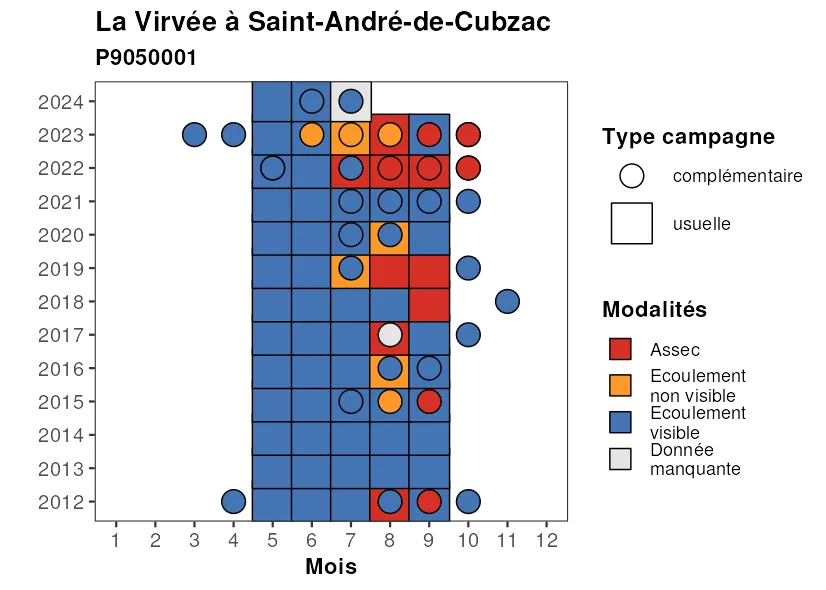 La Virvée à Saint-André-de-Cubzac
P9050001
2024
2023
2022
2021
2020
2019
2018
2017
2016
2015
2014
2013
2012
1 2 3 4 5 6 7 8 9 10 11 12
Mois
Type campagne
complémentaire
usuelle
Modalités
Assec
Ecoulement
non visible
Ecoulement
visible
Donnée
manquante